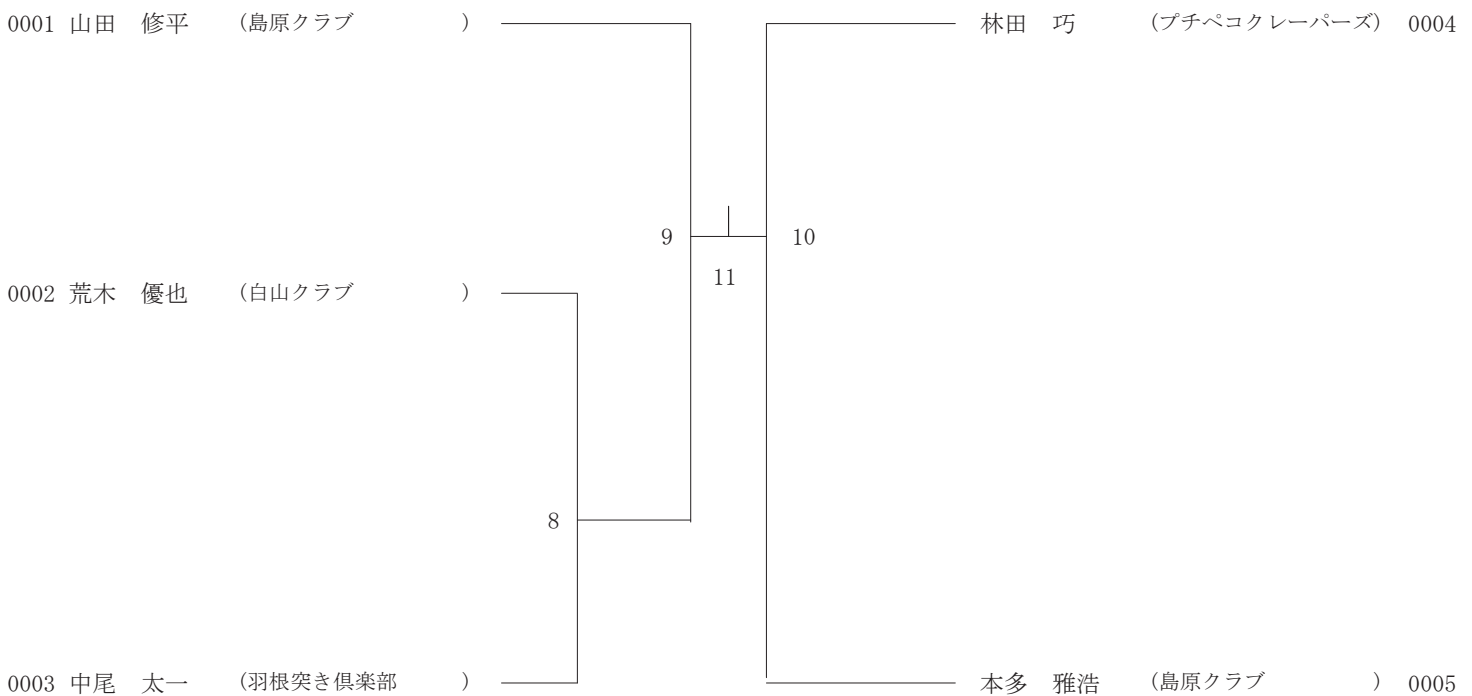 0001 山田　修平　（島原クラブ　　　　　）
林田　巧　（プチペコクレーパーズ） 0004
9
10
11
0002 荒木　優也　（白山クラブ　　　　　）
8
0003 中尾　太一　（羽根突き倶楽部　　　）
本多　雅浩　（島原クラブ　　　　　） 0005